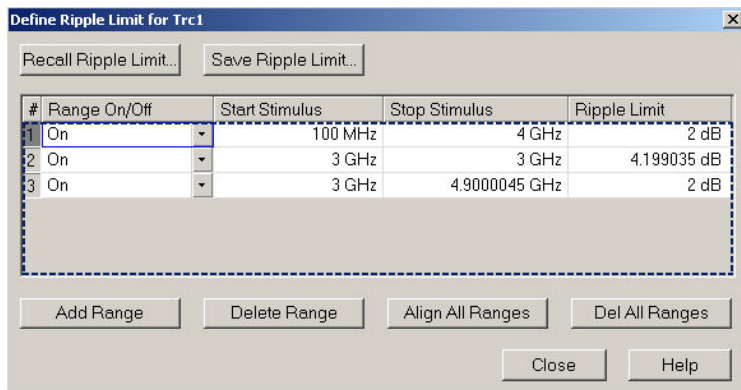 Define Ripple Limit for Trc1
Recall Ripple Limit... Save Ripple Limit...
# Range On/Off Start Stimulus Stop Stimulus Ripple Limit
1 On 100 MHz 4 GHz 2 dB
2 On 3 GHz 3 GHz 4.199035 dB
3 On 3 GHz 4.9000045 GHz 2 dB
Add Range Delete Range Align All Ranges Del All Ranges
Close Help